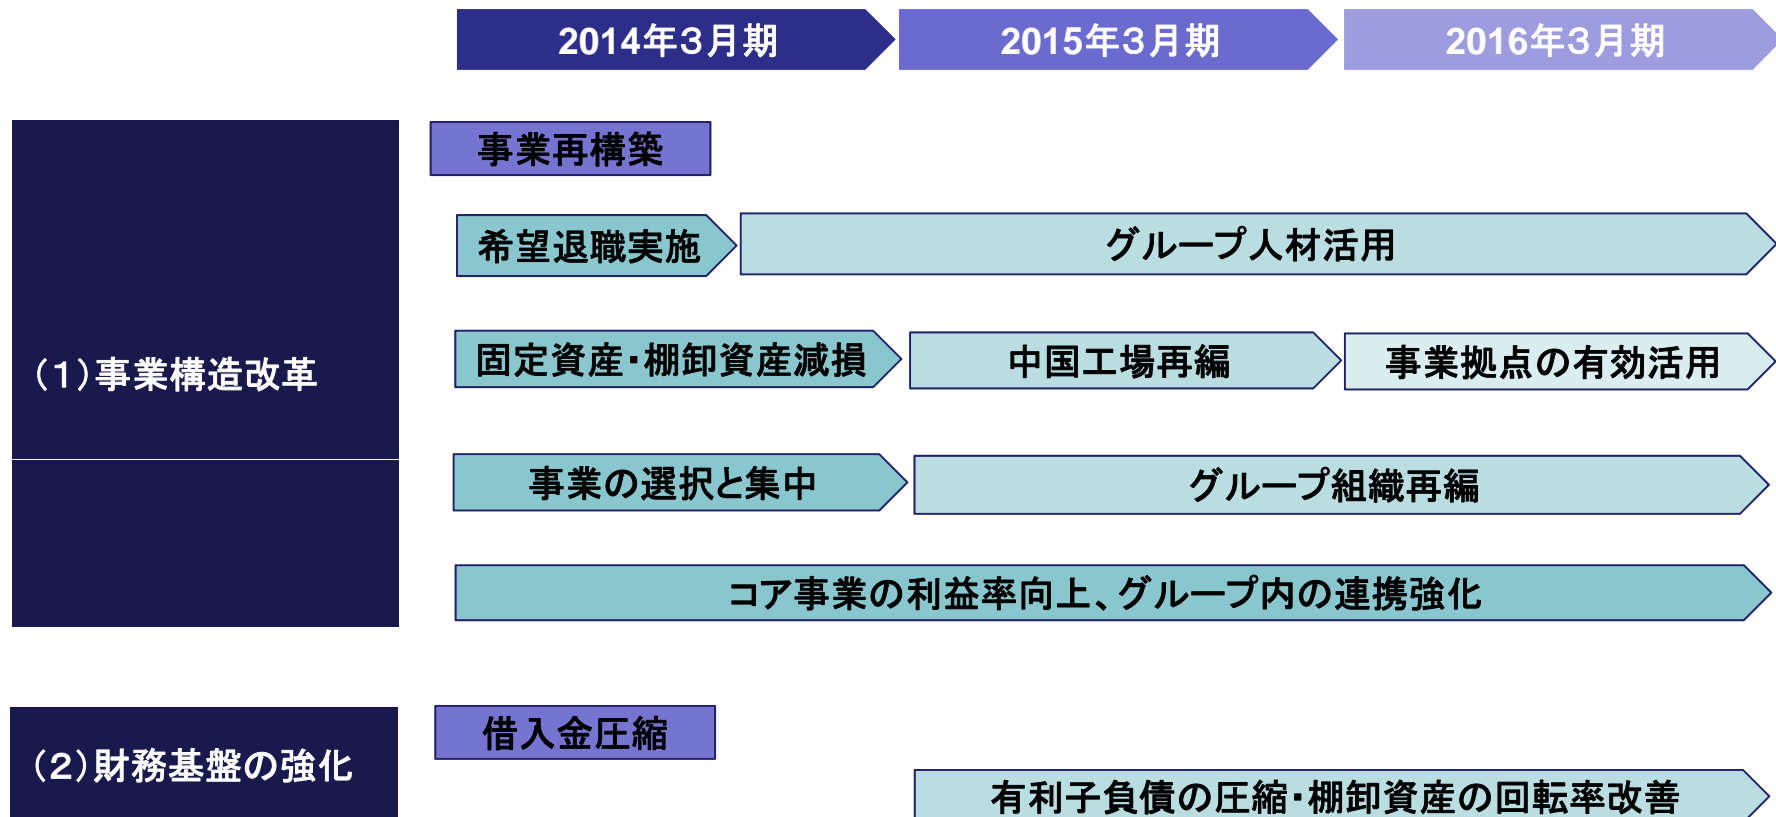 2014年３月期
2015年３月期
2016年３月期
事業再構築
希望退職実施
グループ人材活用
（１）事業構造改革
固定資産・棚卸資産減損
中国工場再編
事業拠点の有効活用
事業の選択と集中
グループ組織再編
コア事業の利益率向上、グループ内の連携強化
（２）財務基盤の強化
借入金圧縮
有利子負債の圧縮・棚卸資産の回転率改善